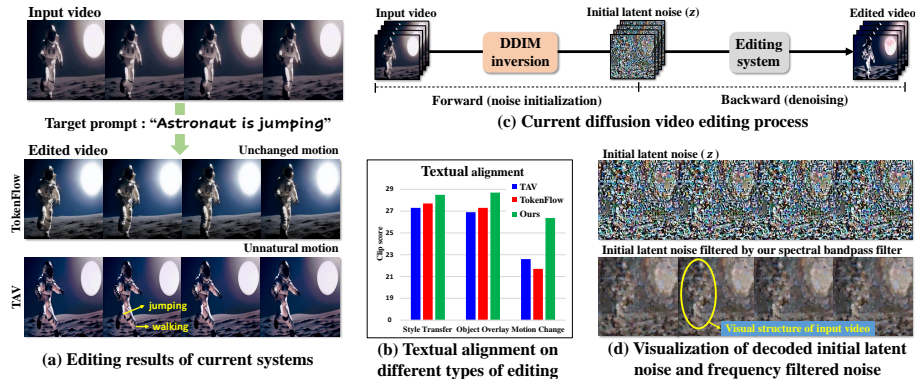 Input video
Target prompt : "Astronaut is jumping"
Edited video
Unchanged motion
TokenFlow
Unnatural motion
TAV
jumping
walking
(a) Editing results of current systems
Input video
Initial latent noise (z)
Edited video
DDIM
inversion
Editing
system
Forward (noise initialization)
Backward (denoising)
(c) Current diffusion video editing process
Textual alignment
TAV
TokenFlow
Ours
Clip score
29
27
25
23
21
19
0
Style Transfer
Object Overlay
Motion Change
(b) Textual alignment on
different types of editing
Initial latent noise (z)
Initial latent noise filtered by our spectral bandpass filter
Visual structure of input video
(d) Visualization of decoded initial latent
noise and frequency filtered noise